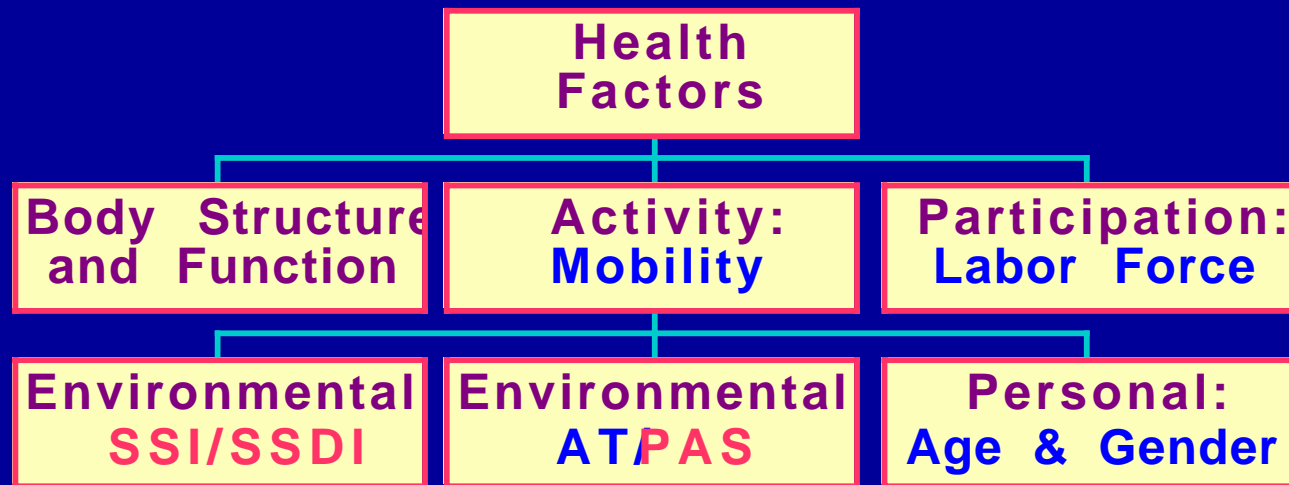 Health
Factors
Body Structure
and Function
Activity:
Mobility
Participation:
Labor Force
Environmental
SSI/SSDI
Environmental
AT/PAS
Personal:
Age & Gender